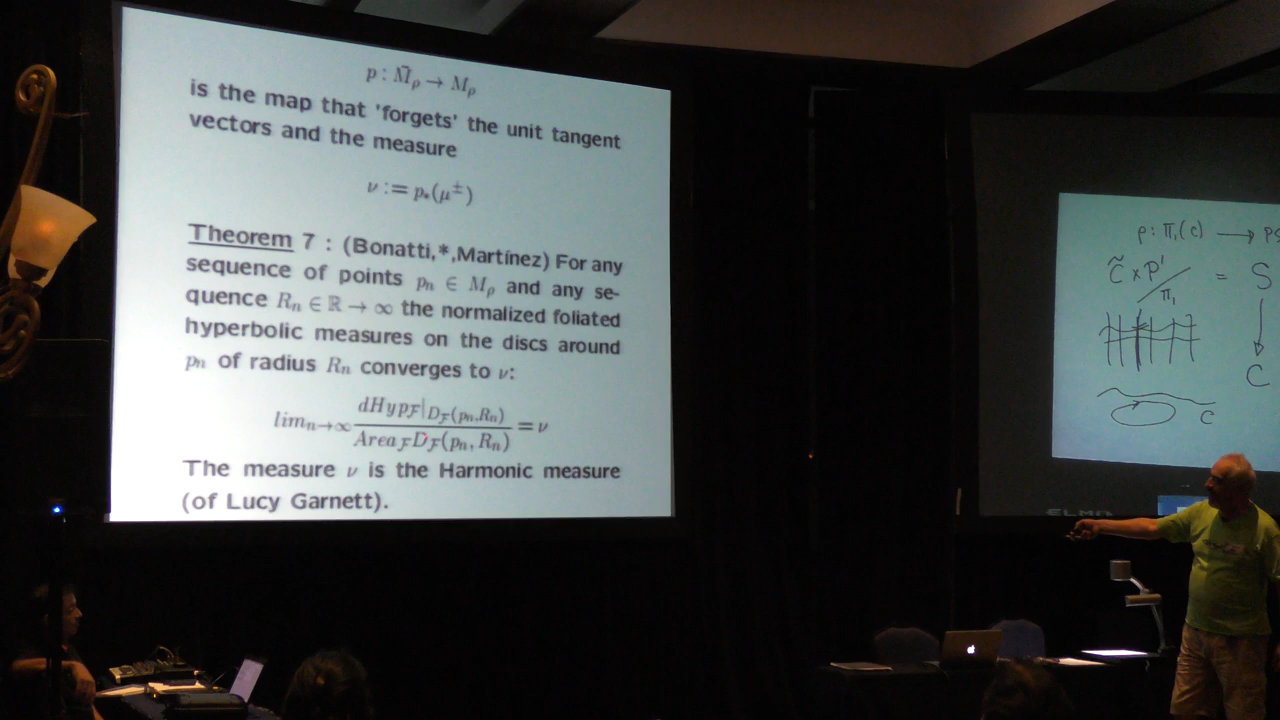 p : M̃ρ → Mρ
is the map that 'forgets' the unit tangent
vectors and the measure
ν := p*(μ±)
Theorem 7 : (Bonatti,*,Martínez) For any
sequence of points pn ∈ Mρ and any se-
quence Rn ∈ ℝ → ∞ the normalized foliated
hyperbolic measures on the discs around
pn of radius Rn converges to ν:
limn→∞ dHypF|DF(pn,Rn) / AreaFDF(pn, Rn) = ν
The measure ν is the Harmonic measure
(of Lucy Garnett).
ρ : Π1(C) → PS
C̃ × P1 / Π1 = S
C
C
ELMO